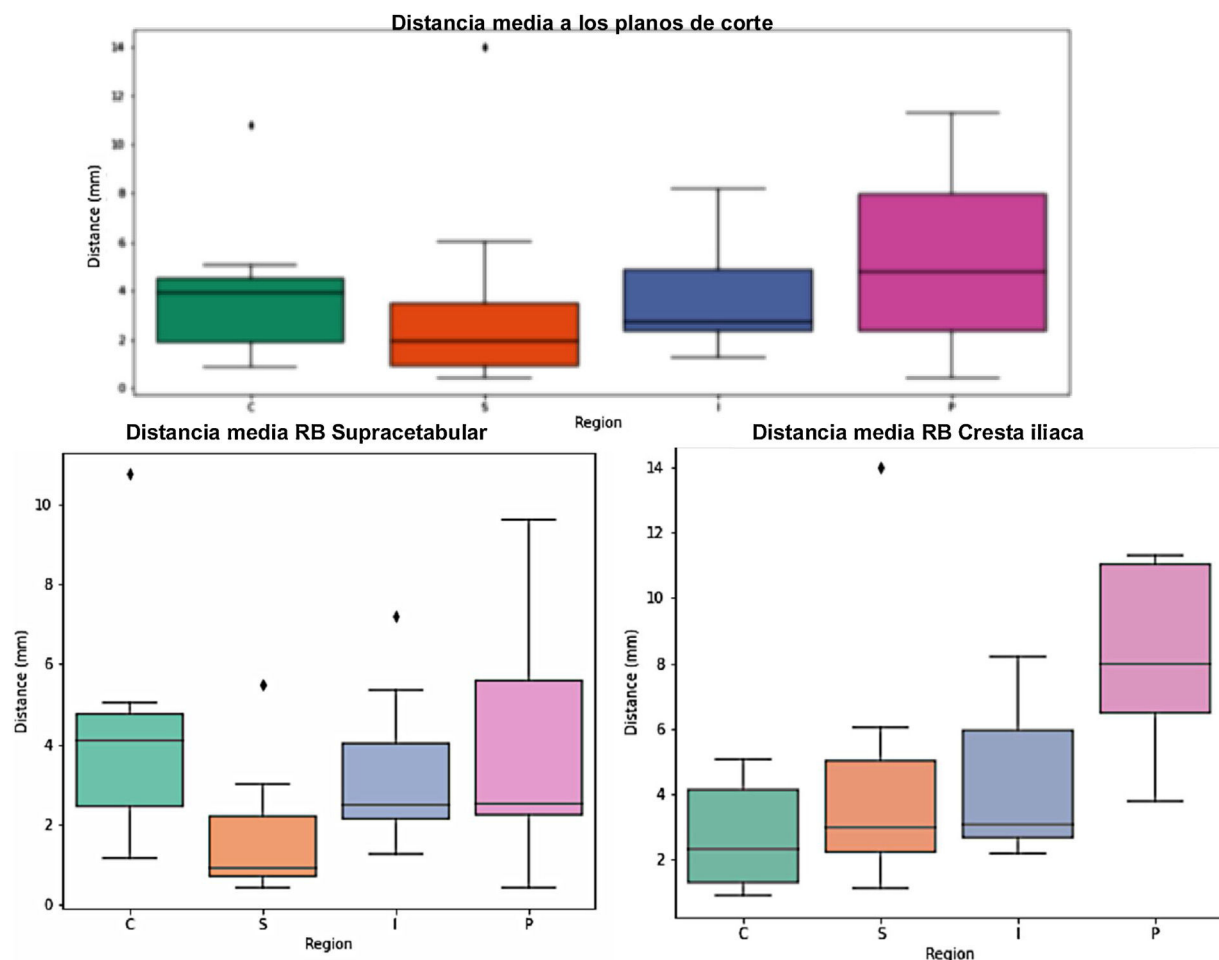 Distancia media a los planos de corte
Distance (mm)
14
12
10
8
6
4
2
0
C
S
I
P
Region
Distancia media RB Supracetabular
Distance (mm)
10
8
6
4
2
0
C
S
I
P
Region
Distancia media RB Cresta iliaca
Distance (mm)
14
12
10
8
6
4
2
C
S
I
P
Region